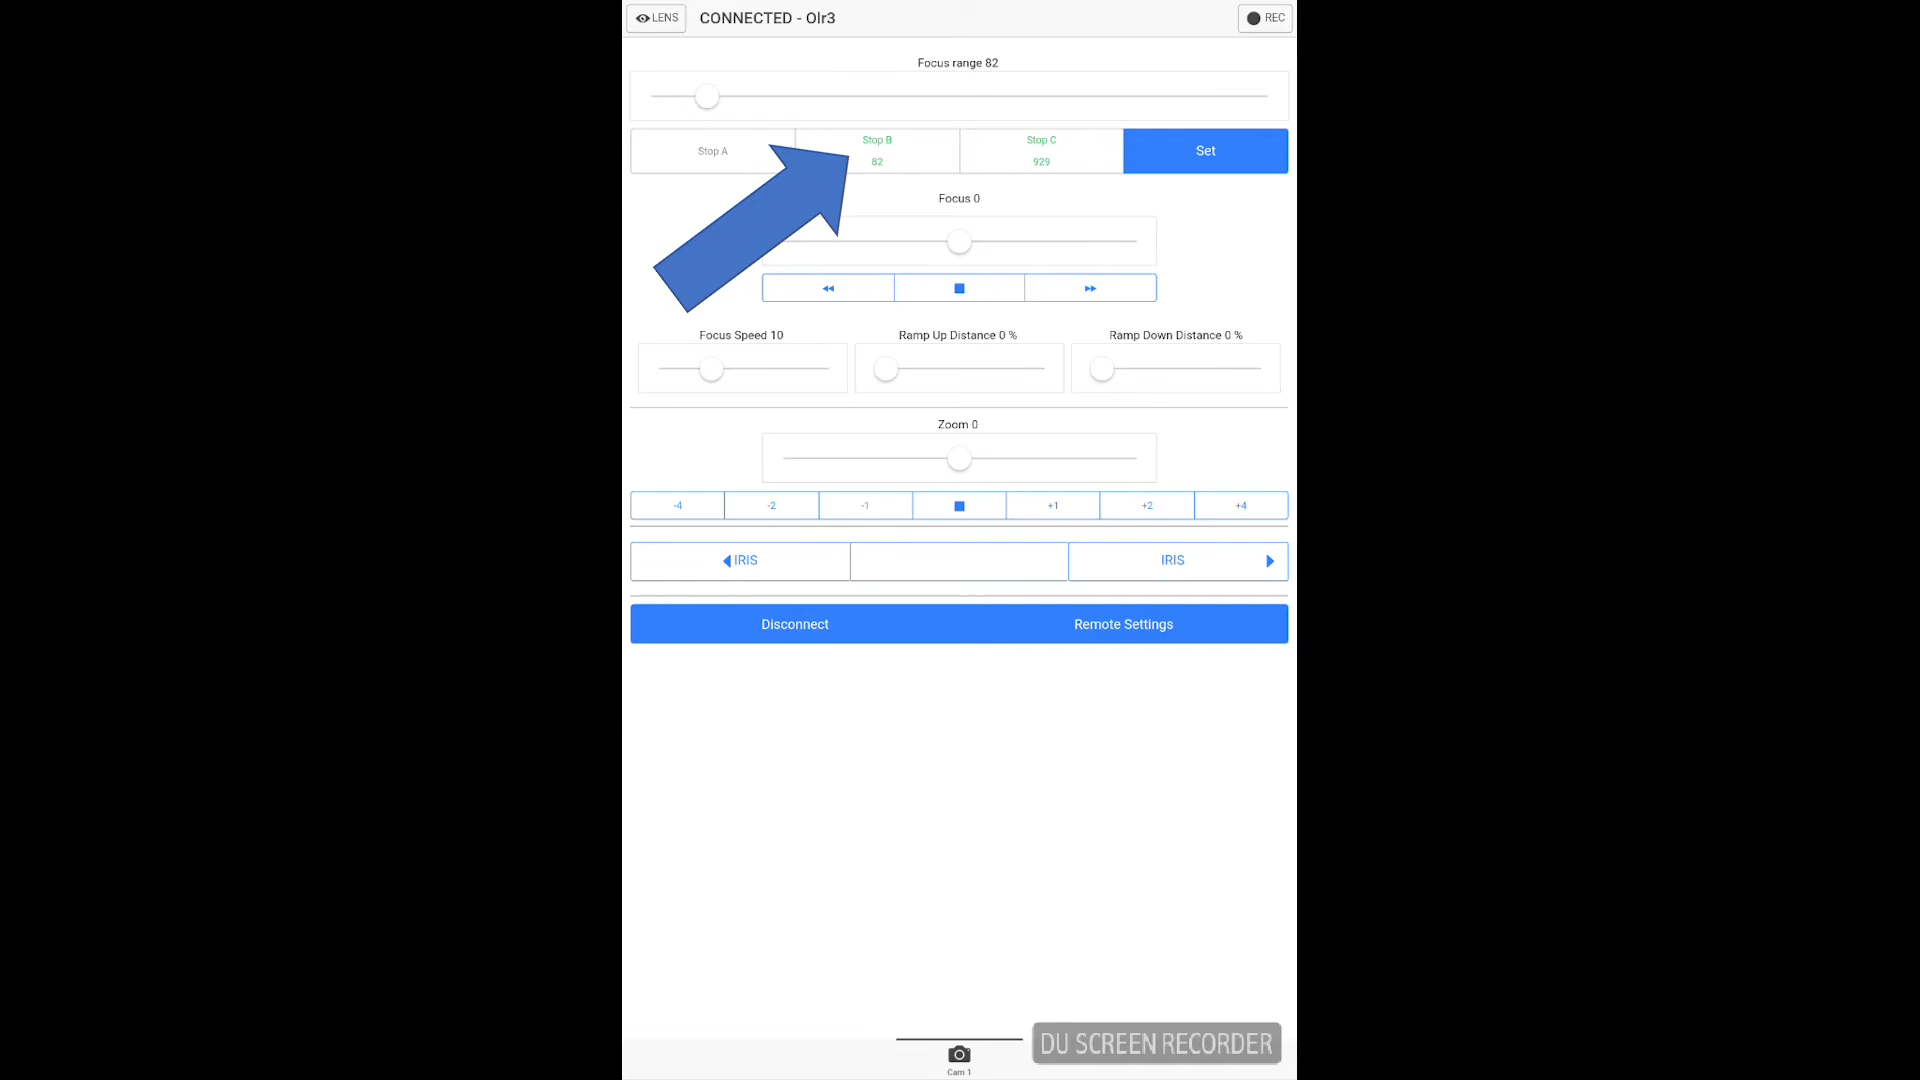 LENS
CONNECTED - Olr3
REC
Focus range 82
Stop A
Stop B
82
Stop C
929
Set
Focus 0
Focus Speed 10
Ramp Up Distance 0 %
Ramp Down Distance 0 %
Zoom 0
-4
-2
-1
+1
+2
+4
IRIS
IRIS
Disconnect
Remote Settings
DU SCREEN RECORDER
Cam 1